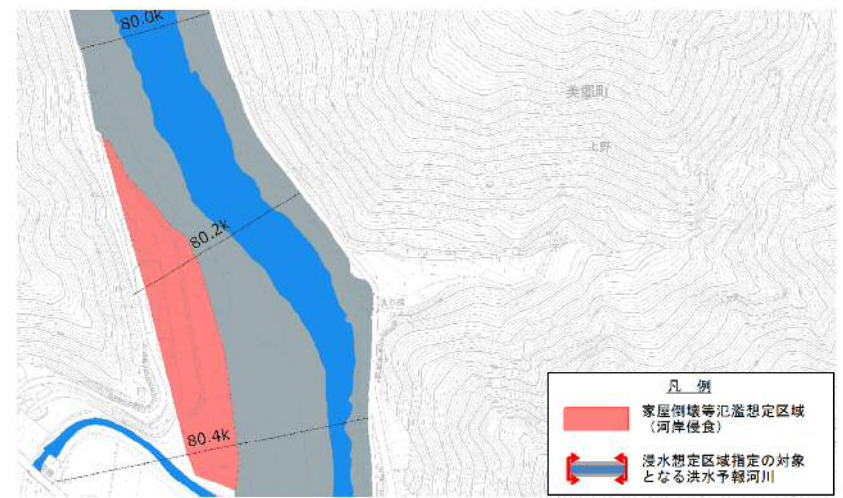 80.0k
美郷町
上野
80.2k
80.4k
凡 例
家屋倒壊等氾濫想定区域
(河岸侵食)
浸水想定区域指定の対象
となる洪水予報河川